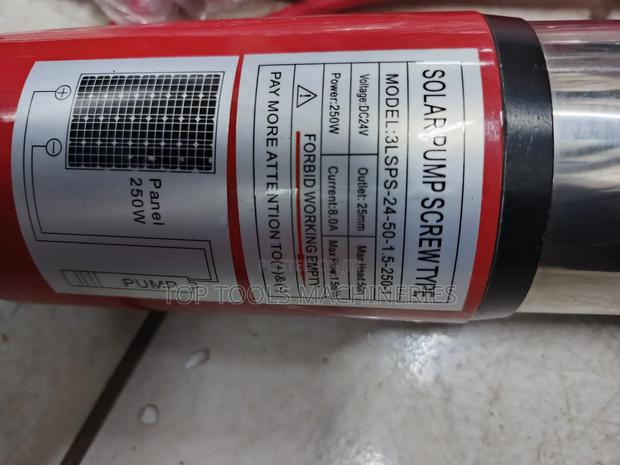 SOLAR PUMP SCREW TYPE
MODEL:3LSPS-24-50-1.5-250-T
Voltage:DC24V
Outlet: 25mm
Power:250W
Current:8.0A
FORBID WORKING EMPTY
PAY MORE ATTENTION TO(+)&(-)
+
−
Panel
250W
PUMP
TOP TOOLS MACHINERIES